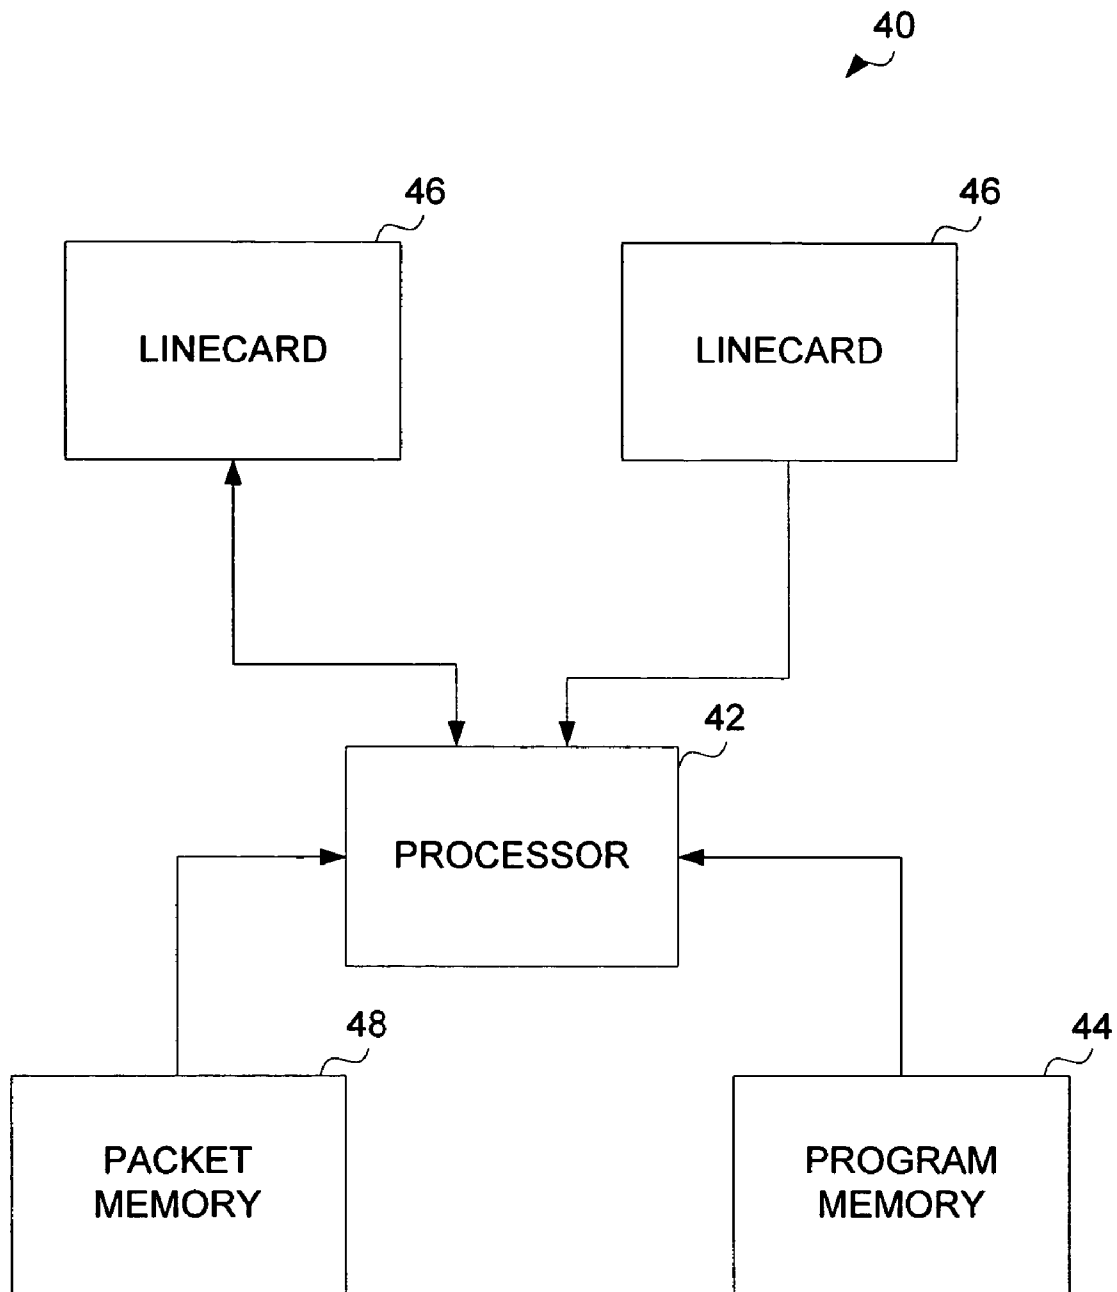 40
46
46
LINECARD
LINECARD
42
PROCESSOR
48
44
PACKET
MEMORY
PROGRAM
MEMORY